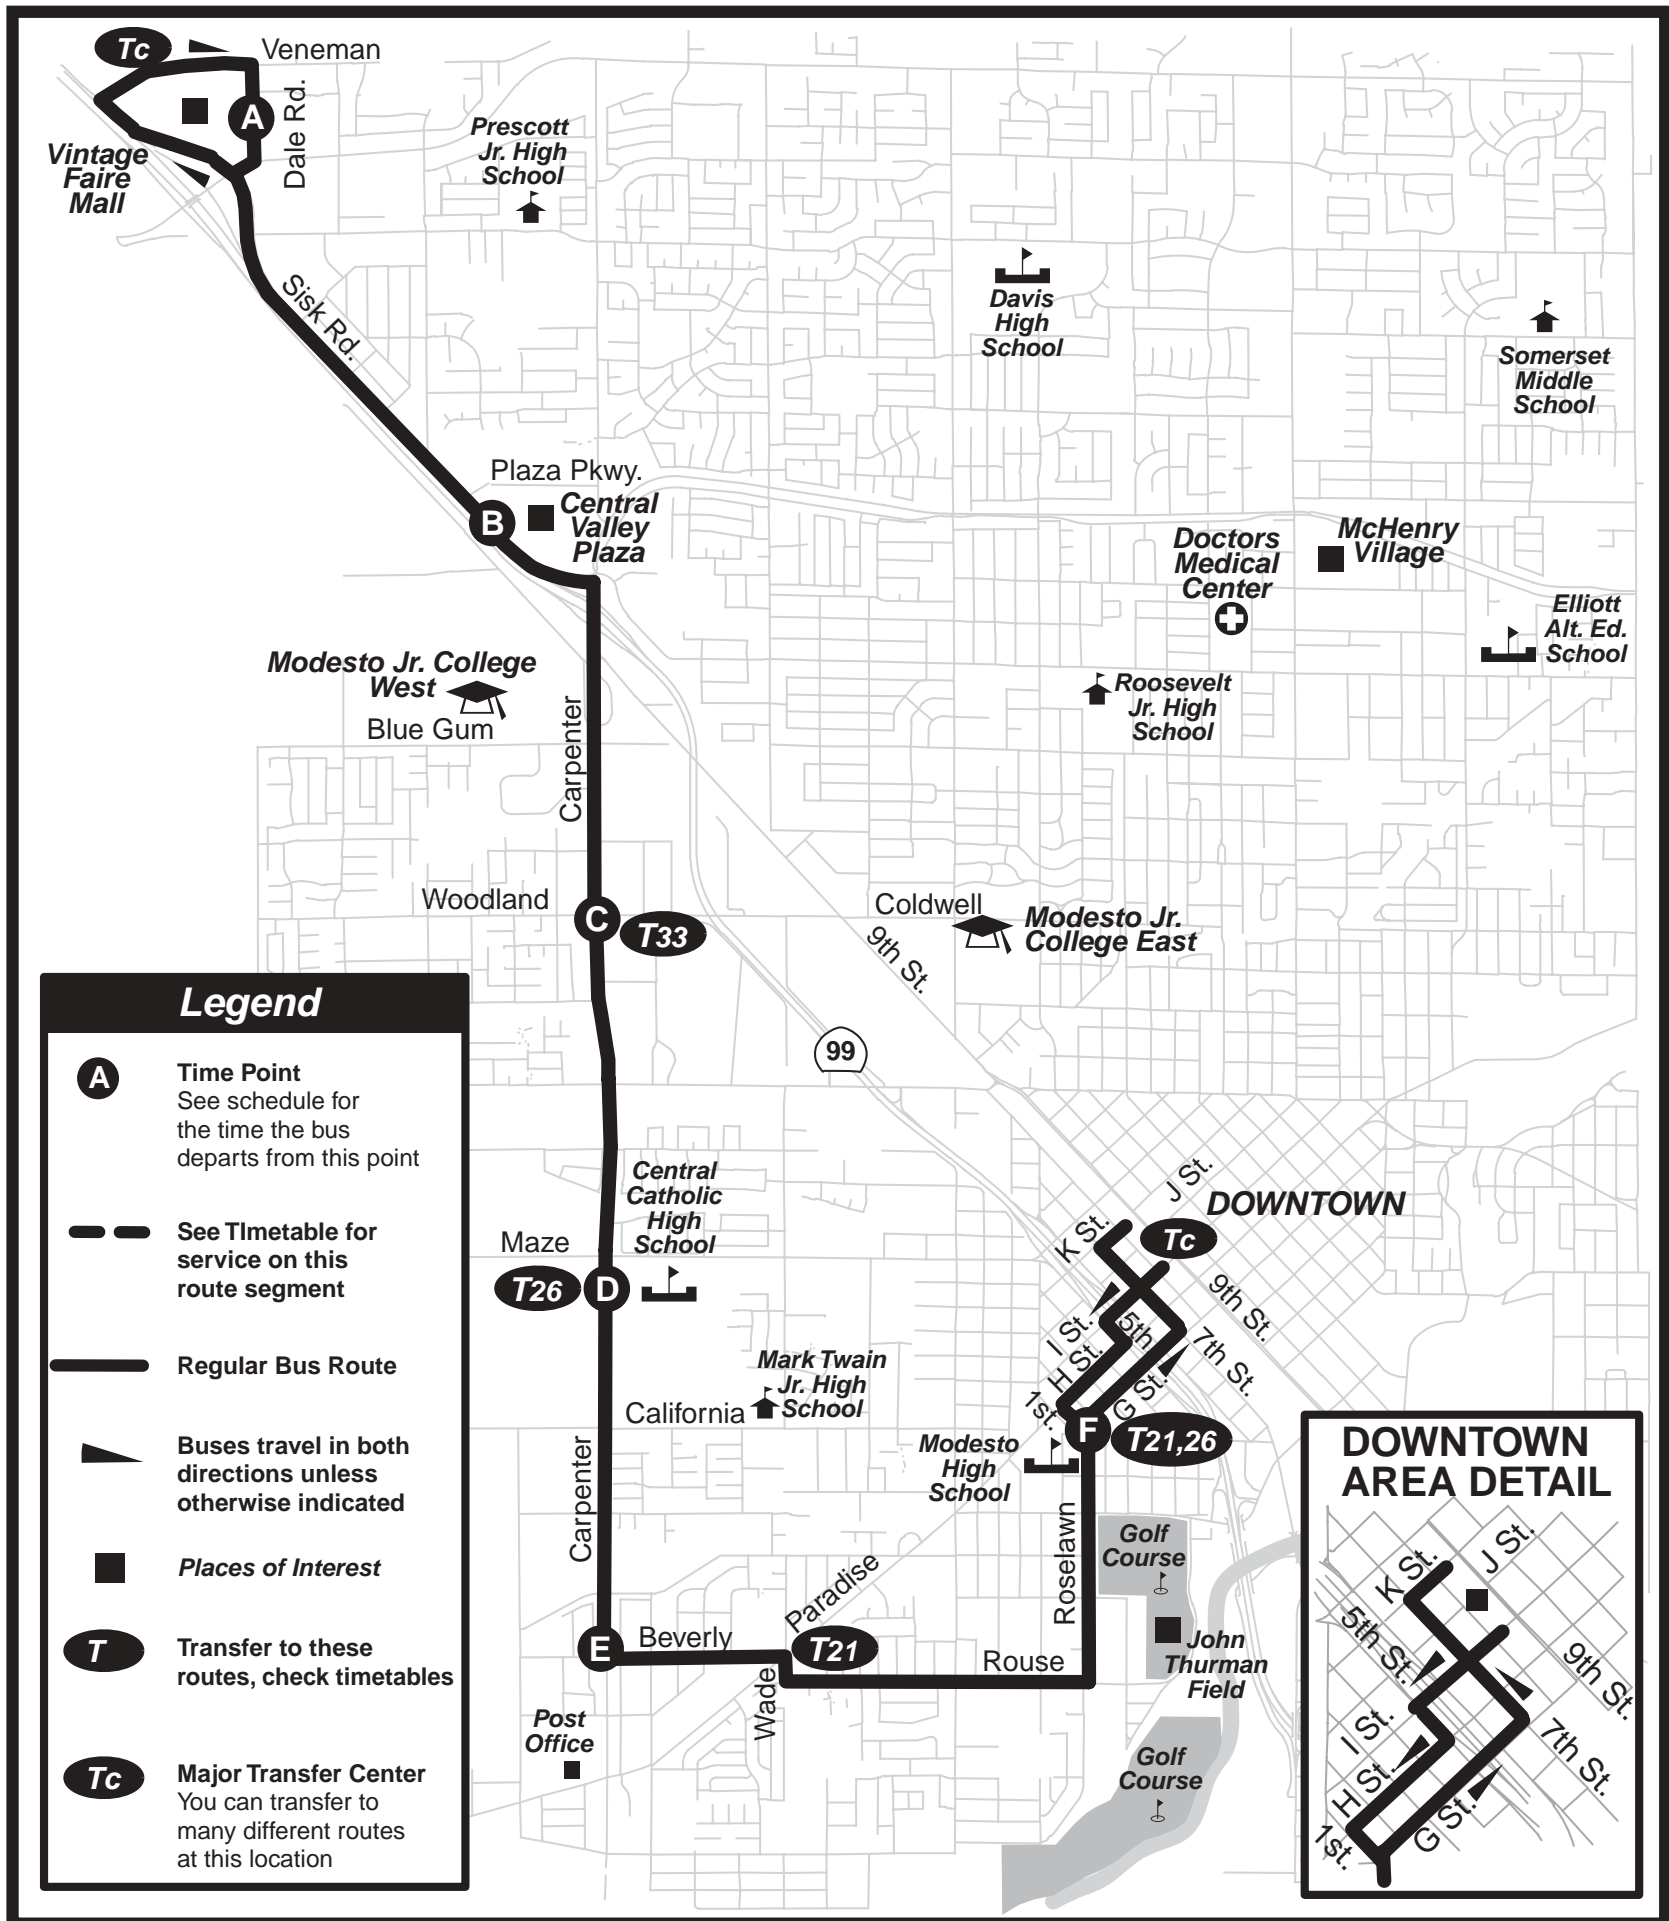 Tc
Veneman
A
Dale Rd.
Vintage
Faire
Mall
Prescott
Jr. High
School
Sisk Rd.
Davis
High
School
Somerset
Middle
School
Plaza Pkwy.
B
Central
Valley
Plaza
Doctors
Medical
Center
McHenry
Village
Elliott
Alt. Ed.
School
Modesto Jr. College
West
Blue Gum
Carpenter
Roosevelt
Jr. High
School
Woodland
C
T33
Coldwell
Modesto Jr.
College East
9th St.
99
Legend
A
Time Point
See schedule for
the time the bus
departs from this point
See TImetable for
service on this
route segment
Regular Bus Route
Buses travel in both
directions unless
otherwise indicated
Places of Interest
T
Transfer to these
routes, check timetables
Tc
Major Transfer Center
You can transfer to
many different routes
at this location
Central
Catholic
High
School
Maze
T26
D
J St.
DOWNTOWN
K St.
Tc
9th St.
I St.
5th
7th St.
H St.
G St.
1st.
Mark Twain
Jr. High
School
California
F
T21,26
Modesto
High
School
Carpenter
Roselawn
Golf
Course
Paradise
E
Beverly
T21
Wade
Rouse
John
Thurman
Field
Post
Office
Golf
Course
DOWNTOWN
AREA DETAIL
J St.
K St.
5th St.
9th St.
I St.
7th St.
H St.
G St.
1st.